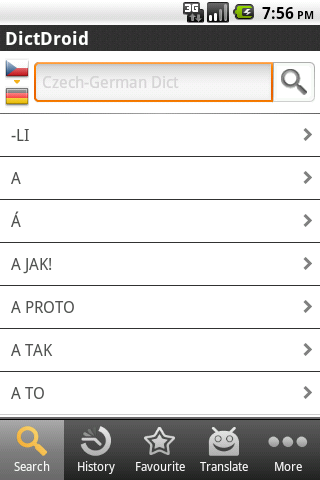 3G 7:56 PM
DictDroid
Czech-German Dict
-LI
A
Á
A JAK!
A PROTO
A TAK
A TO
Search History Favourite Translate More